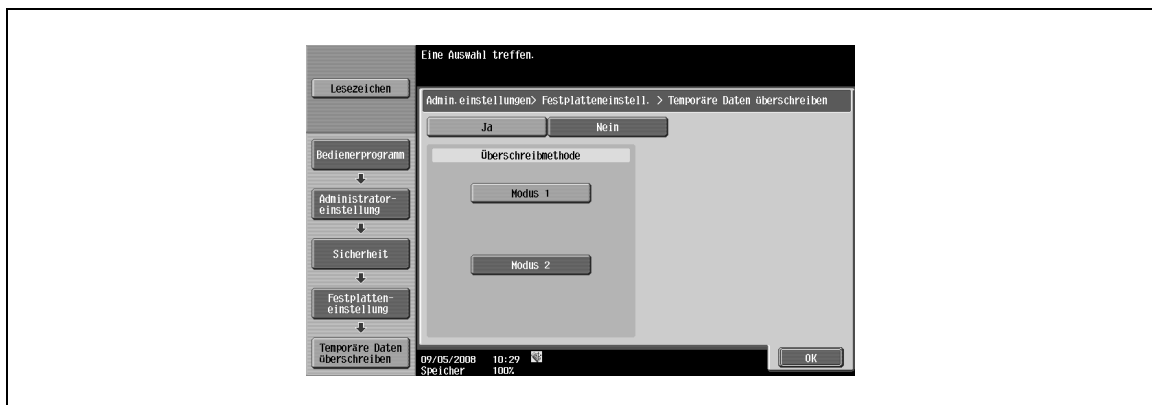 Eine Auswahl treffen.
Lesezeichen
Admin.einstellungen> Festplatteneinstell. > Temporäre Daten überschreiben
Ja
Nein
Bedienerprogramm
Überschreibmethode
Administrator-
einstellung
Modus 1
Sicherheit
Modus 2
Festplatten-
einstellung
Temporäre Daten
überschreiben
09/05/2008 10:29
Speicher 100%
OK